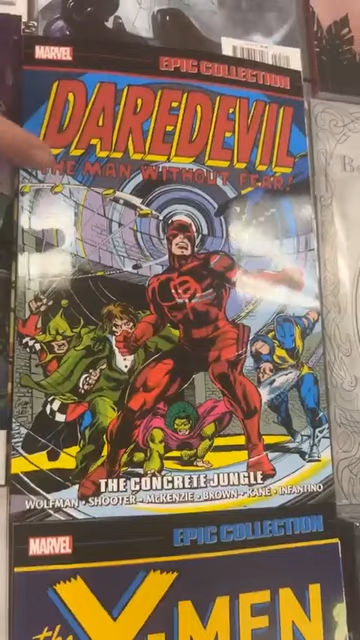 MARVEL
EPIC COLLECTION
DAREDEVIL
THE MAN WITHOUT FEAR!
THE CONCRETE JUNGLE
WOLFMAN • SHOOTER • McKENZIE • BROWN • KANE • INFANTINO
MARVEL
EPIC COLLECTION
the X-MEN